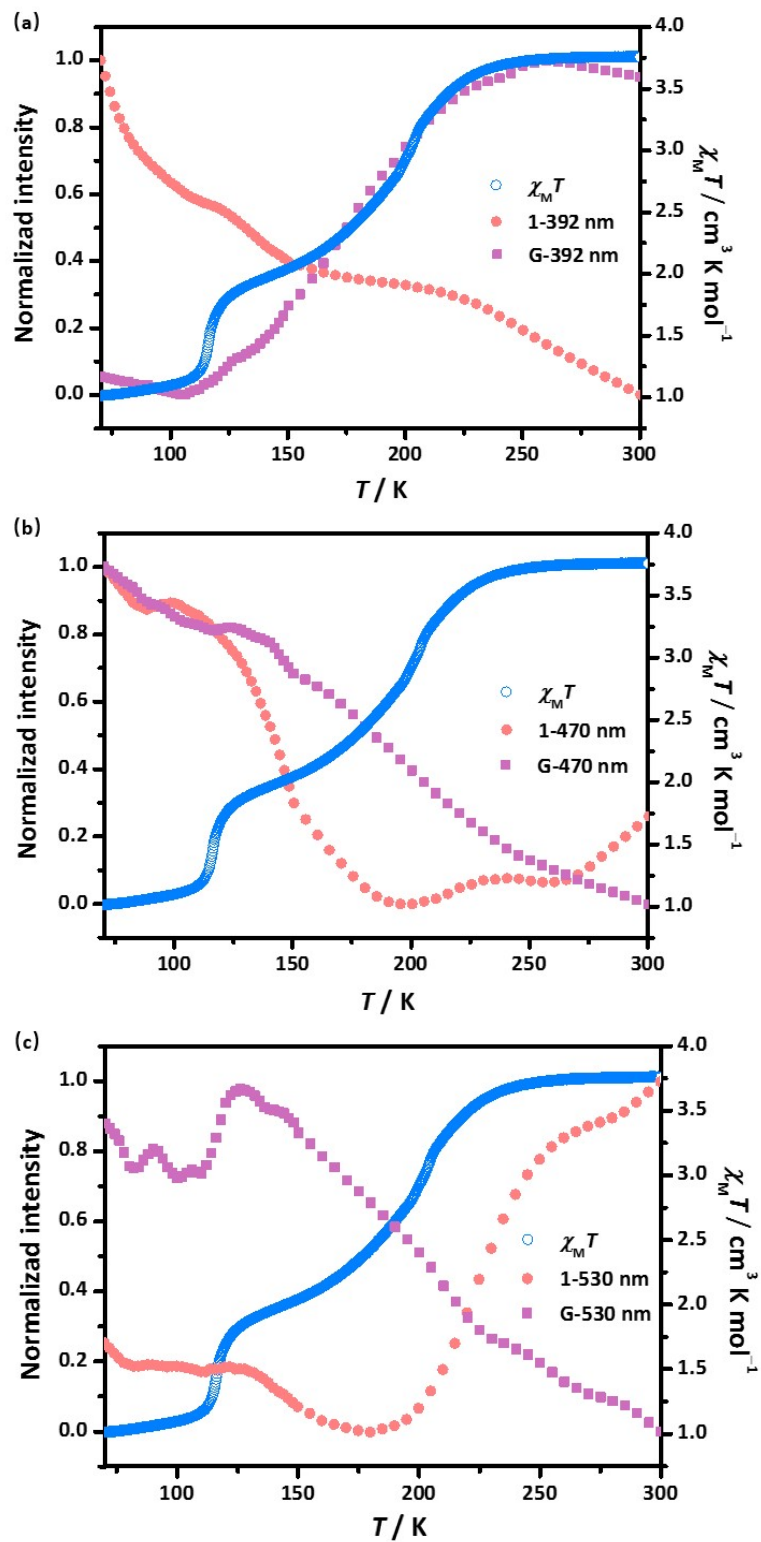 (a)
1.0
0.8
0.6
0.4
0.2
0.0
Normalizad intensity
4.0
3.5
3.0
2.5
2.0
1.5
1.0
χMT / cm³ K mol⁻¹
χMT
1-392 nm
G-392 nm
100 150 200 250 300
T / K
(b)
1.0
0.8
0.6
0.4
0.2
0.0
Normalizad intensity
4.0
3.5
3.0
2.5
2.0
1.5
1.0
χMT / cm³ K mol⁻¹
χMT
1-470 nm
G-470 nm
100 150 200 250 300
T / K
(c)
1.0
0.8
0.6
0.4
0.2
0.0
Normalizad intensity
4.0
3.5
3.0
2.5
2.0
1.5
1.0
χMT / cm³ K mol⁻¹
χMT
1-530 nm
G-530 nm
100 150 200 250 300
T / K